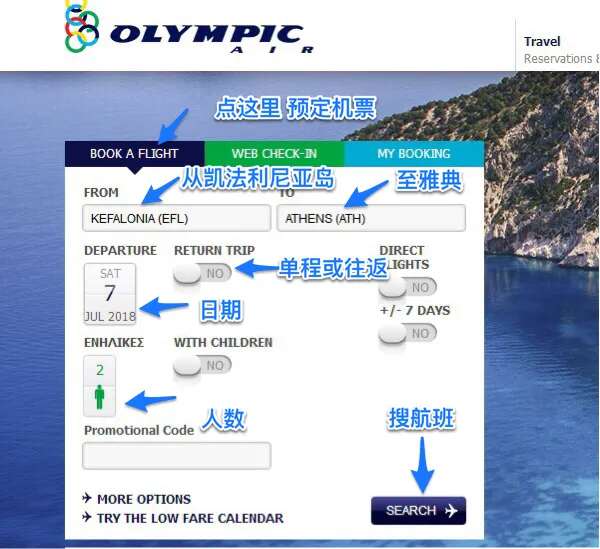 OLYMPIC
AIR
Travel
Reservations &
点这里 预定机票
BOOK A FLIGHT
WEB CHECK-IN
MY BOOKING
从凯法利尼亚岛
至雅典
FROM
TO
KEFALONIA (EFL)
ATHENS (ATH)
DEPARTURE
RETURN TRIP
DIRECT
LIGHTS
SAT
7
JUL 2018
NO
单程或往返
NO
日期
+/- 7 DAYS
NO
ΕΝΗΛΙΚΕΣ
WITH CHILDREN
2
NO
人数
搜航班
Promotional Code
MORE OPTIONS
TRY THE LOW FARE CALENDAR
SEARCH